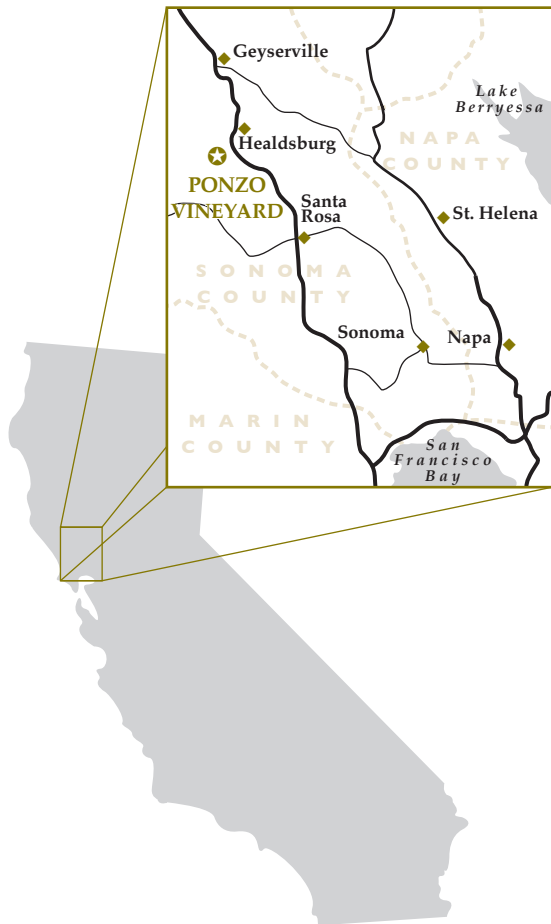 Geyserville
Lake
Berryessa
Healdsburg
NAPA
COUNTY
PONZO
VINEYARD
Santa
Rosa
St. Helena
SONOMA
COUNTY
Sonoma
Napa
MARIN
COUNTY
San
Francisco
Bay